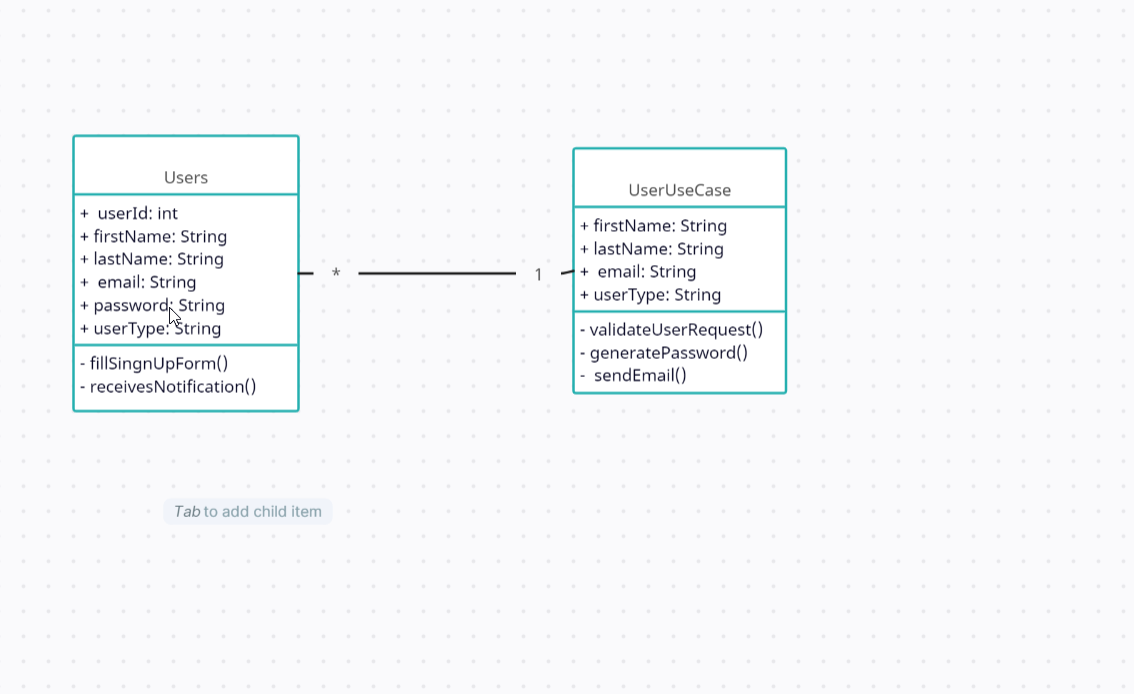 Users
+ userId: int
+ firstName: String
+ lastName: String
+ email: String
+ password: String
+ userType: String
- fillSingnUpForm()
- receivesNotification()
*
1
UserUseCase
+ firstName: String
+ lastName: String
+ email: String
+ userType: String
- validateUserRequest()
- generatePassword()
- sendEmail()
Tab to add child item